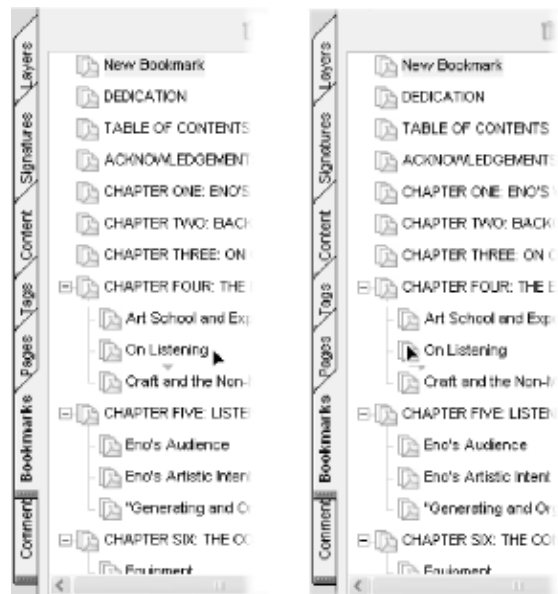 Layers
Signatures
Content
Tags
Pages
Bookmarks
Comment
New Bookmark
DEDICATION
TABLE OF CONTENTS
ACKNOWLEDGEMENT
CHAPTER ONE: ENO'S
CHAPTER TWO: BACK
CHAPTER THREE: ON
CHAPTER FOUR: THE
Art School and Exp
On Listening
Craft and the Non-
CHAPTER FIVE: LISTE
Eno's Audience
Eno's Artistic Inten
"Generating and O
CHAPTER SIX: THE CO
Equipment
Layers
Signatures
Content
Tags
Pages
Bookmarks
Comment
New Bookmark
DEDICATION
TABLE OF CONTENTS
ACKNOWLEDGEMENTS
CHAPTER ONE: ENO'S
CHAPTER TWO: BACK
CHAPTER THREE: ON
CHAPTER FOUR: THE E
Art School and Exp
On Listening
Craft and the Non-
CHAPTER FIVE: LISTEN
Eno's Audience
Eno's Artistic Intent
"Generating and Or
CHAPTER SIX: THE CO
Equipment